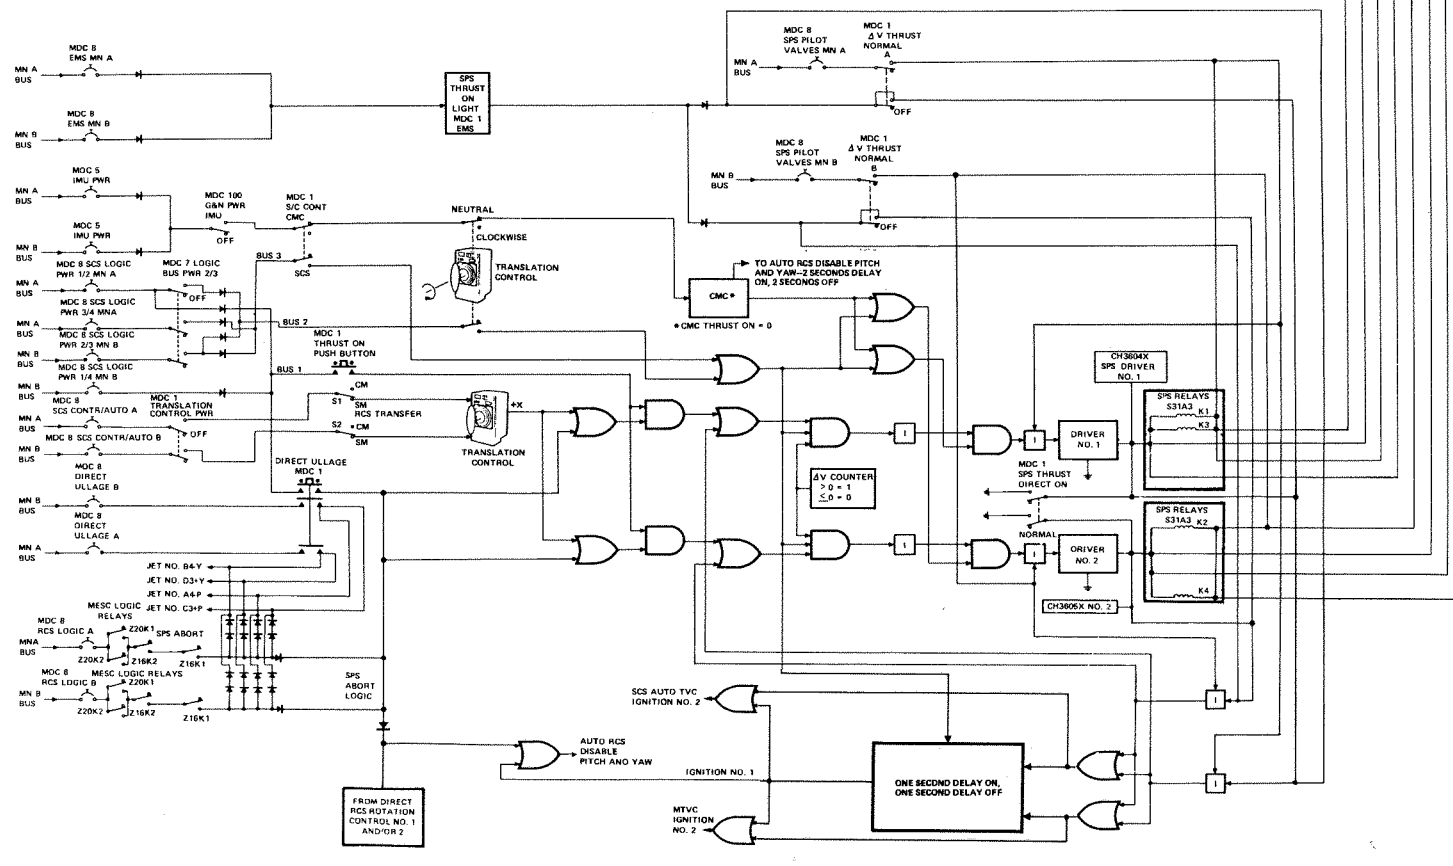 MDC 8
EMS MN A
MN A
BUS
MDC 8
EMS MN B
MN B
BUS
SPS
THRUST
ON
LIGHT
MDC 1
EMS
MDC 8
SPS PILOT
VALVES MN A
MDC 1
Δ V THRUST
NORMAL
A
MN A
BUS
OFF
MDC 8
SPS PILOT
VALVES MN B
MDC 1
Δ V THRUST
NORMAL
B
MN B
BUS
OFF
MDC 5
IMU PWR
MN A
BUS
MDC 5
IMU PWR
MN B
BUS
MDC 100
G&N PWR
IMU
OFF
MDC 1
S/C CONT
CMC
SCS
NEUTRAL
CLOCKWISE
TRANSLATION
CONTROL
BUS 3
MDC 8 SCS LOGIC
PWR 1/2 MN A
MN A
BUS
MDC 7 LOGIC
BUS PWR 2/3
OFF
MDC 8 SCS LOGIC
PWR 3/4 MNA
MN A
BUS
MDC 8 SCS LOGIC
PWR 2/3 MN B
MN B
BUS
MDC 8 SCS LOGIC
PWR 1/4 MN B
MN B
BUS
BUS 2
MDC 1
THRUST ON
PUSH BUTTON
BUS 1
CMC *
TO AUTO RCS DISABLE PITCH
AND YAW–2 SECONDS DELAY
ON, 2 SECONDS OFF
* CMC THRUST ON = 0
MDC 8
SCS CONTR/AUTO A
MN A
BUS
MDC 1
TRANSLATION
CONTROL PWR
OFF
MDC 8 SCS CONTR/AUTO B
MN B
BUS
S1
CM
SM
RCS TRANSFER
S2
CM
SM
+X
TRANSLATION
CONTROL
MDC 8
DIRECT
ULLAGE B
MN B
BUS
DIRECT ULLAGE
MDC 1
MDC 8
DIRECT
ULLAGE A
MN A
BUS
JET NO. B4-Y
JET NO. D3+Y
JET NO. A4-P
JET NO. C3+P
ΔV COUNTER
> 0 = 1
≤ 0 = 0
I
I
I
I
CH3604X
SPS DRIVER
NO. 1
DRIVER
NO. 1
SPS RELAYS
S31A3
K1
K3
MDC 1
SPS THRUST
DIRECT ON
NORMAL
DRIVER
NO. 2
CH3605X NO. 2
SPS RELAYS
S31A3
K2
K4
MESC LOGIC
RELAYS
MDC 8
RCS LOGIC A
MNA
BUS
Z20K1
Z20K2
Z16K2
SPS ABORT
Z16K1
MDC 8
RCS LOGIC B
MESC LOGIC RELAYS
MN B
BUS
Z20K1
Z20K2
Z16K2
Z16K1
SPS
ABORT
LOGIC
FROM DIRECT
RCS ROTATION
CONTROL NO. 1
AND/OR 2
AUTO RCS
DISABLE
PITCH AND YAW
SCS AUTO TVC
IGNITION NO. 2
IGNITION NO. 1
MTVC
IGNITION
NO. 2
ONE SECOND DELAY ON,
ONE SECOND DELAY OFF
I
I